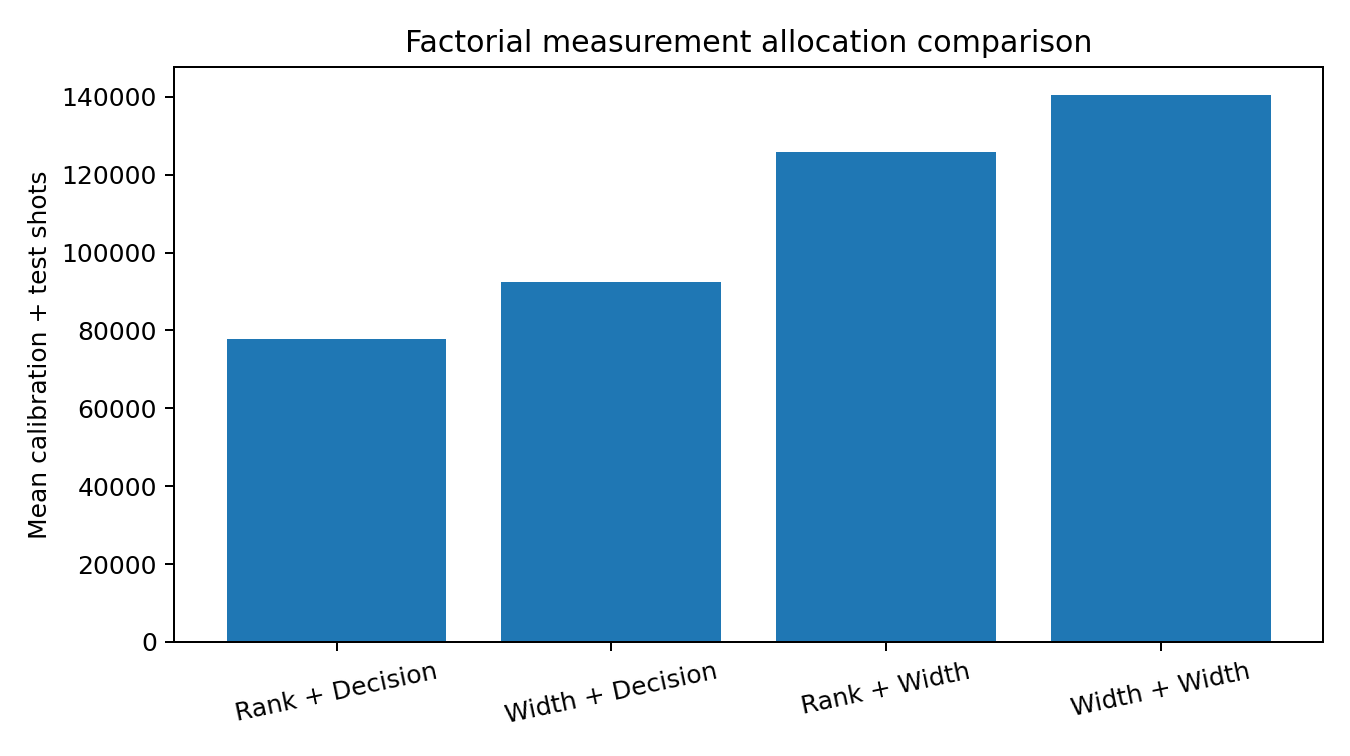 Factorial measurement allocation comparison
Mean calibration + test shots
140000
120000
100000
80000
60000
40000
20000
0
Rank + Decision
Width + Decision
Rank + Width
Width + Width